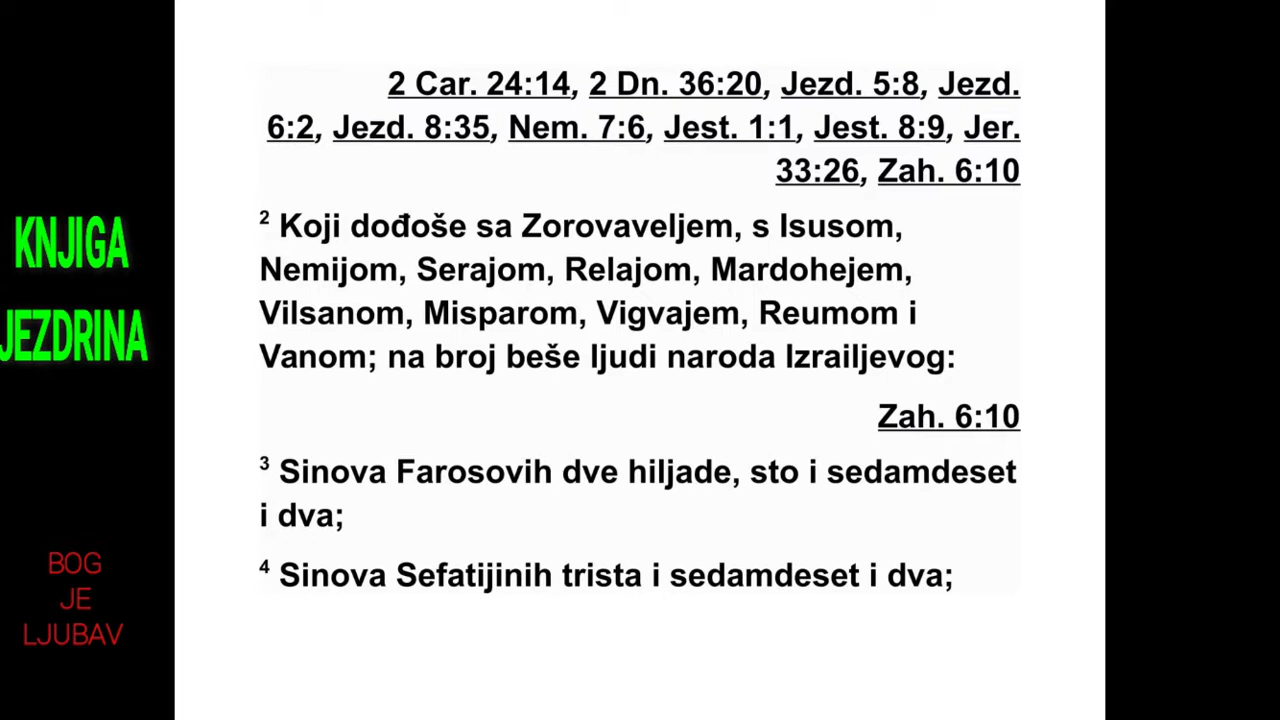 2 Car. 24:14, 2 Dn. 36:20, Jezd. 5:8, Jezd.
6:2, Jezd. 8:35, Nem. 7:6, Jest. 1:1, Jest. 8:9, Jer.
33:26, Zah. 6:10
2 Koji dođoše sa Zorovaveljem, s Isusom,
Nemijom, Serajom, Relajom, Mardohejem,
Vilsanom, Misparom, Vigvajem, Reumom i
Vanom; na broj beše ljudi naroda Izrailjevog:
Zah. 6:10
3 Sinova Farosovih dve hiljade, sto i sedamdeset
i dva;
4 Sinova Sefatijinih trista i sedamdeset i dva;
KNJIGA
JEZDRINA
BOG
JE
LJUBAV